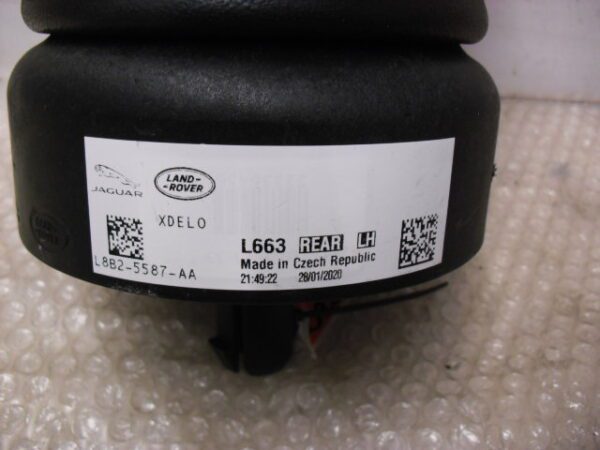 JAGUAR
LAND-
-ROVER
XDELO
L8B2-5587-AA
L663 REAR LH
Made in Czech Republic
21:49:22 28/01/2020